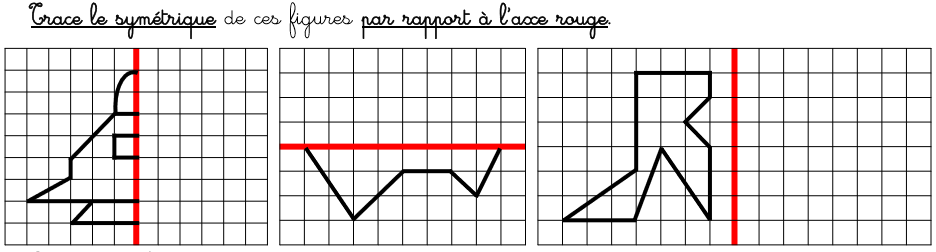 Trace le symétrique de ces figures par rapport à l'axe rouge.